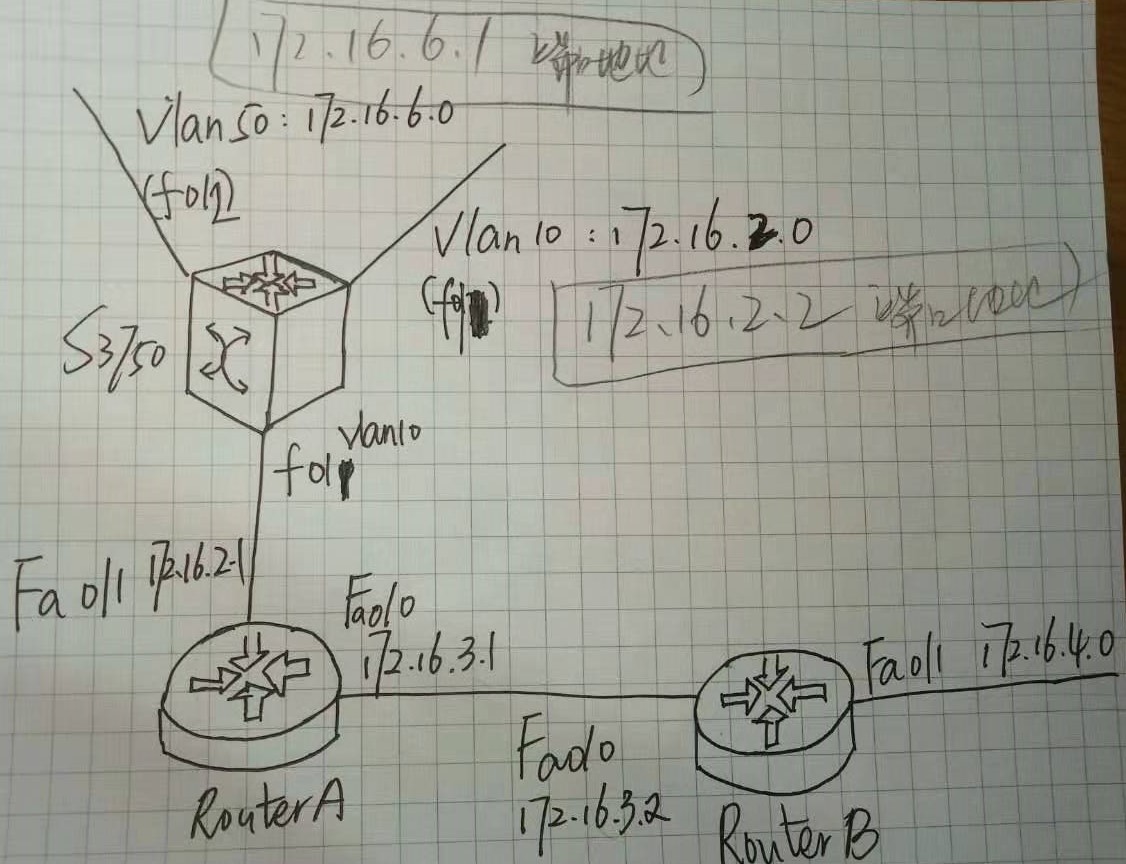 172.16.6.1 端口地址
Vlan50: 172.16.6.0
(f0/2)
Vlan10: 172.16.2.0
172.16.2.2 端口地址
S3750
vlan10
f0/1
Fa0/1 172.16.2.1
Fa0/0
172.16.3.1
Fa0/1 172.16.4.0
Fa0/0
172.16.3.2
RouterA
RouterB